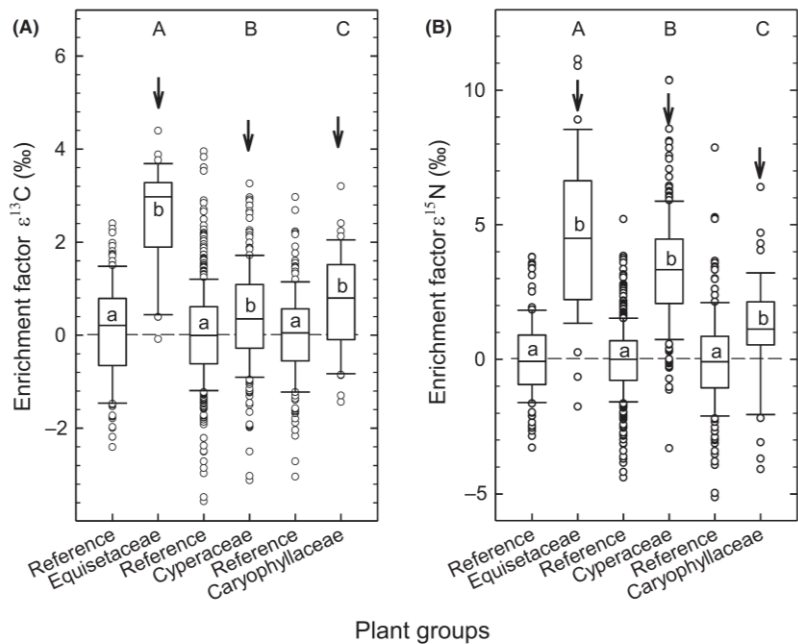 (A)
A B C
6
4
2
0
−2
Enrichment factor ε¹³C (‰)
a b a b a b
Reference
Equisetaceae
Reference
Cyperaceae
Reference
Caryophyllaceae
(B)
A B C
10
5
0
−5
Enrichment factor ε¹⁵N (‰)
a b a b a b
Reference
Equisetaceae
Reference
Cyperaceae
Reference
Caryophyllaceae
Plant groups